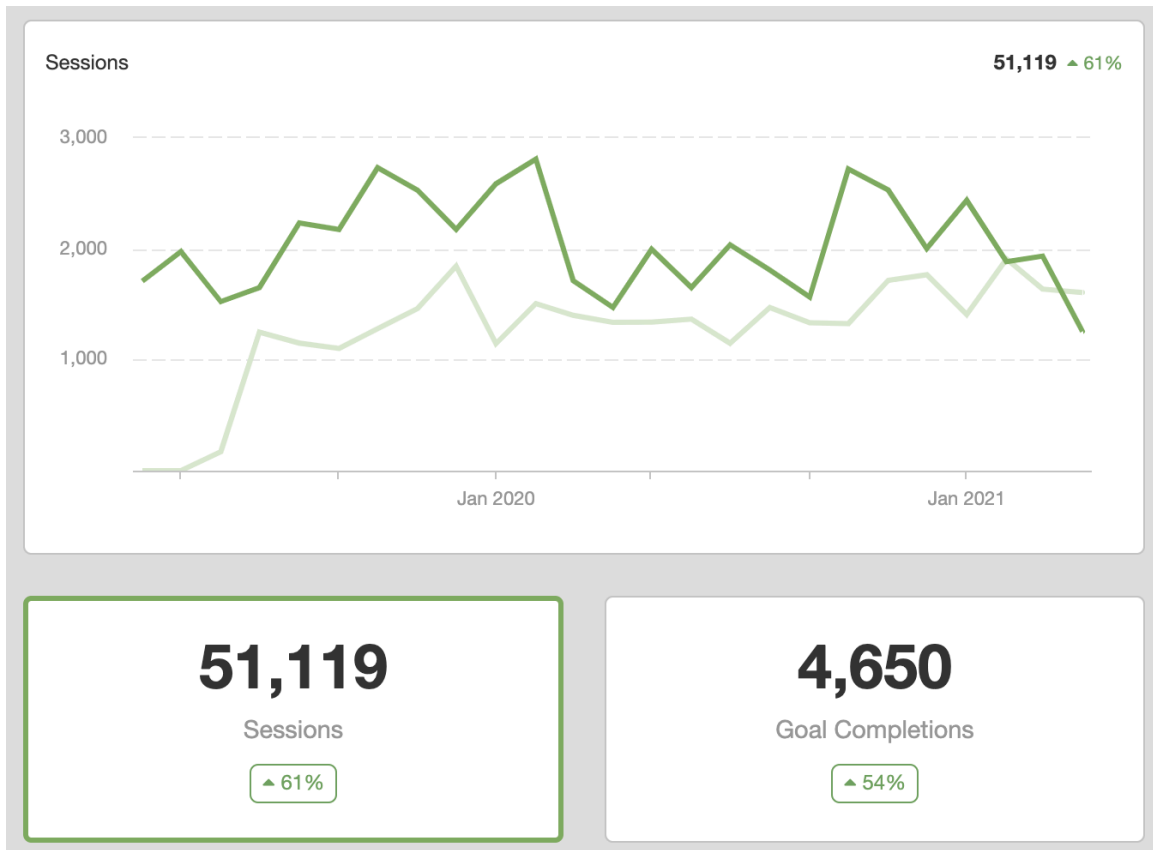 Sessions
51,119 61%
3,000
2,000
1,000
Jan 2020
Jan 2021
51,119
Sessions
61%
4,650
Goal Completions
54%